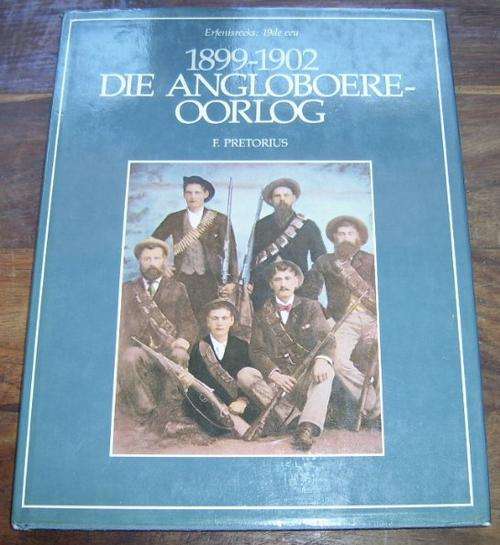 Erfenisreeks: 19de eeu
1899-1902
DIE ANGLOBOERE-
OORLOG
F. PRETORIUS